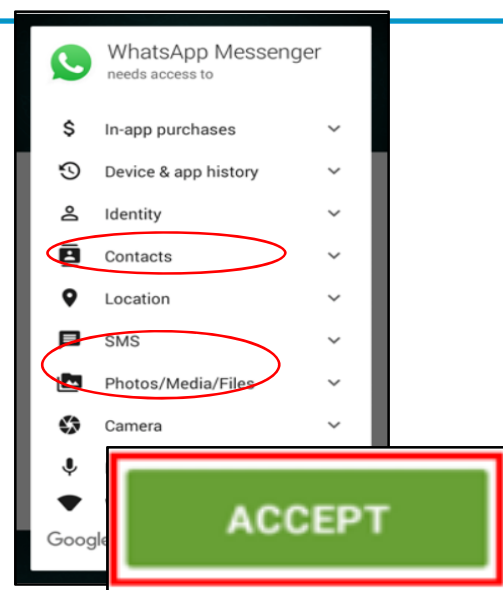 WhatsApp Messenger
needs access to
$ In-app purchases
Device & app history
Identity
Contacts
Location
SMS
Photos/Media/Files
Camera
ACCEPT